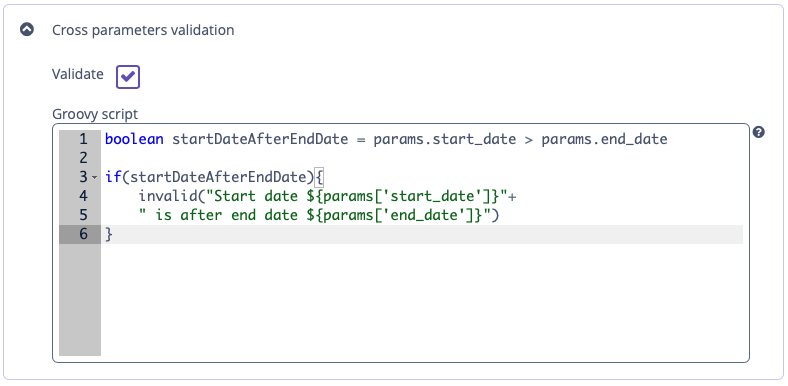 Cross parameters validation
Validate
Groovy script
1 boolean startDateAfterEndDate = params.start_date > params.end_date
2
3 if(startDateAfterEndDate){
4     invalid("Start date ${params['start_date']}"+
5     " is after end date ${params['end_date']}")
6 }
?